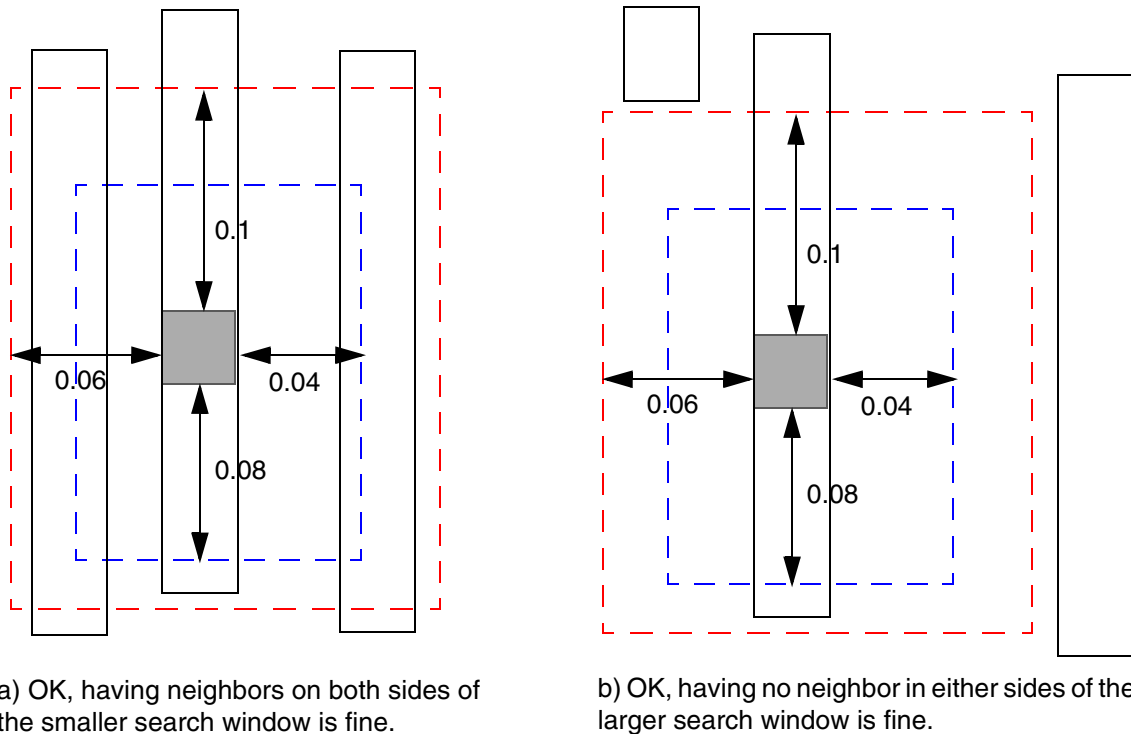 0.1
0.06
0.04
0.08
a) OK, having neighbors on both sides of
the smaller search window is fine.
0.1
0.06
0.04
0.08
b) OK, having no neighbor in either sides of the
larger search window is fine.